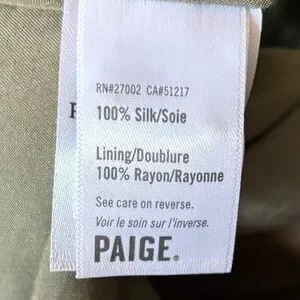 RN#27002 CA#51217
100% Silk/Soie
Lining/Doublure
100% Rayon/Rayonne
See care on reverse.
Voir le soin sur l'inverse.
PAIGE.